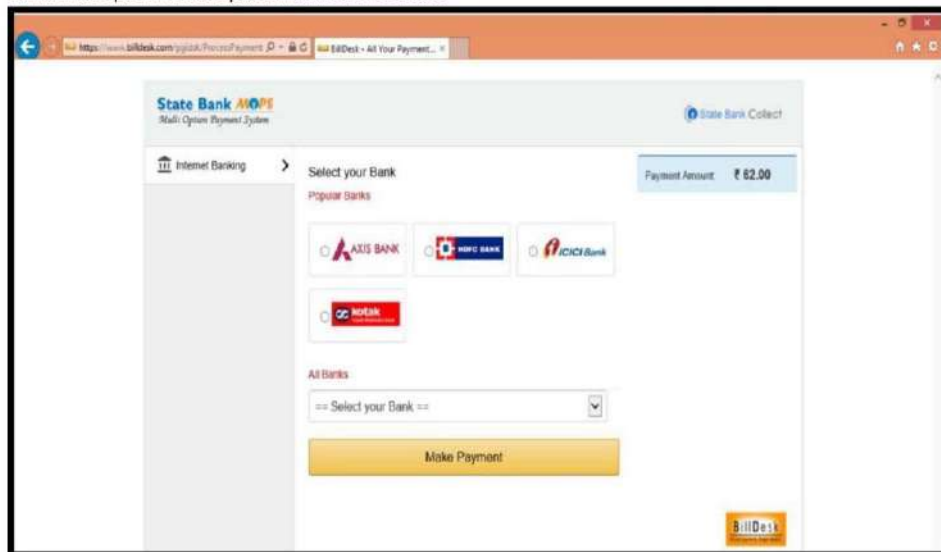 https://www.billdesk.com/pgidsk/ProcessPayment
BillDesk - All Your Payment...
State Bank MOPS
Multi Option Payment System
State Bank Collect
Internet Banking
Select your Bank
Popular Banks
Payment Amount: ₹ 62.00
AXIS BANK
HDFC BANK
ICICI Bank
kotak
All Banks
== Select your Bank ==
Make Payment
BillDesk